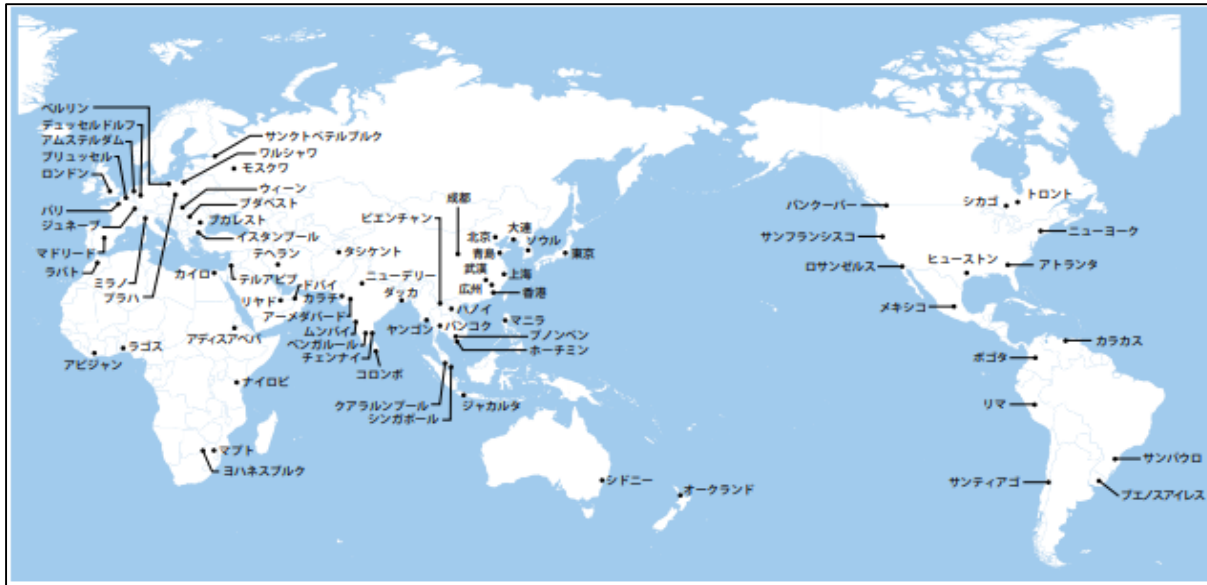 ベルリン
デュッセルドルフ
アムステルダム
ブリュッセル
ロンドン
パリ
ジュネーブ
マドリード
ラバト
ミラノ
プラハ
サンクトペテルブルク
ワルシャワ
モスクワ
ウィーン
ブダペスト
ブカレスト
イスタンブール
テヘラン
タシケント
カイロ
テルアビブ
リヤド
ドバイ
カラチ
ニューデリー
ダッカ
アーメダバード
ムンバイ
ベンガルール
チェンナイ
コロンボ
アディスアベバ
ラゴス
アビジャン
ナイロビ
マプト
ヨハネスブルク
ビエンチャン
成都
北京
大連
ソウル
青島
東京
武漢
上海
広州
香港
ハノイ
ヤンゴン
バンコク
マニラ
プノンペン
ホーチミン
クアラルンプール
シンガポール
ジャカルタ
シドニー
オークランド
バンクーバー
シカゴ
トロント
サンフランシスコ
ニューヨーク
ロサンゼルス
ヒューストン
アトランタ
メキシコ
カラカス
ボゴタ
リマ
サンパウロ
サンティアゴ
ブエノスアイレス